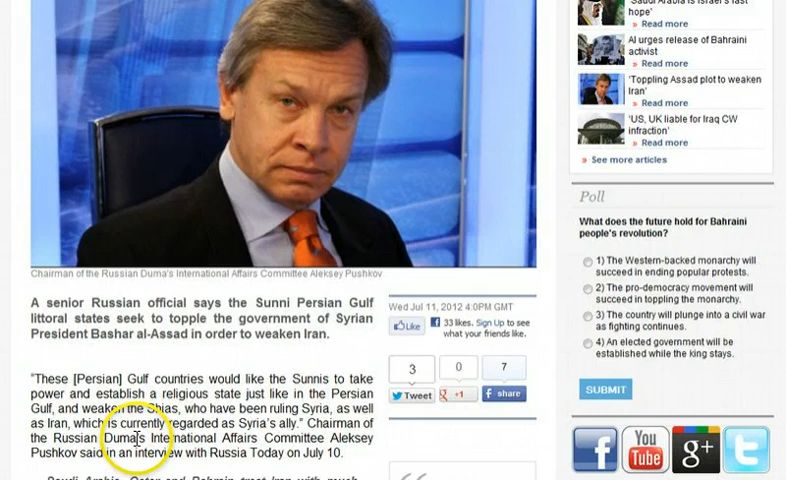 Chairman of the Russian Duma's International Affairs Committee Aleksey Pushkov
A senior Russian official says the Sunni Persian Gulf
littoral states seek to topple the government of Syrian
President Bashar al-Assad in order to weaken Iran.
"These [Persian] Gulf countries would like the Sunnis to take
power and establish a religious state just like in the Persian
Gulf, and weaken the Shias, who have been ruling Syria, as well
as Iran, which is currently regarded as Syria's ally." Chairman of
the Russian Duma's International Affairs Committee Aleksey
Pushkov said in an interview with Russia Today on July 10.
Saudi Arabia, Qatar and Bahrain treat Iran with much
Wed Jul 11, 2012 4:0PM GMT
Like
33 likes. Sign Up to see
what your friends like.
3
0
7
Tweet
+1
share
'Saudi Arabia is Israel's last
hope'
Read more
AI urges release of Bahraini
activist
Read more
'Toppling Assad plot to weaken
Iran'
Read more
'US, UK liable for Iraq CW
infraction'
Read more
See more articles
Poll
What does the future hold for Bahraini
people's revolution?
1) The Western-backed monarchy will
succeed in ending popular protests.
2) The pro-democracy movement will
succeed in toppling the monarchy.
3) The country will plunge into a civil war
as fighting continues.
4) An elected government will be
established while the king stays.
SUBMIT
f
You
Tube
g+
t